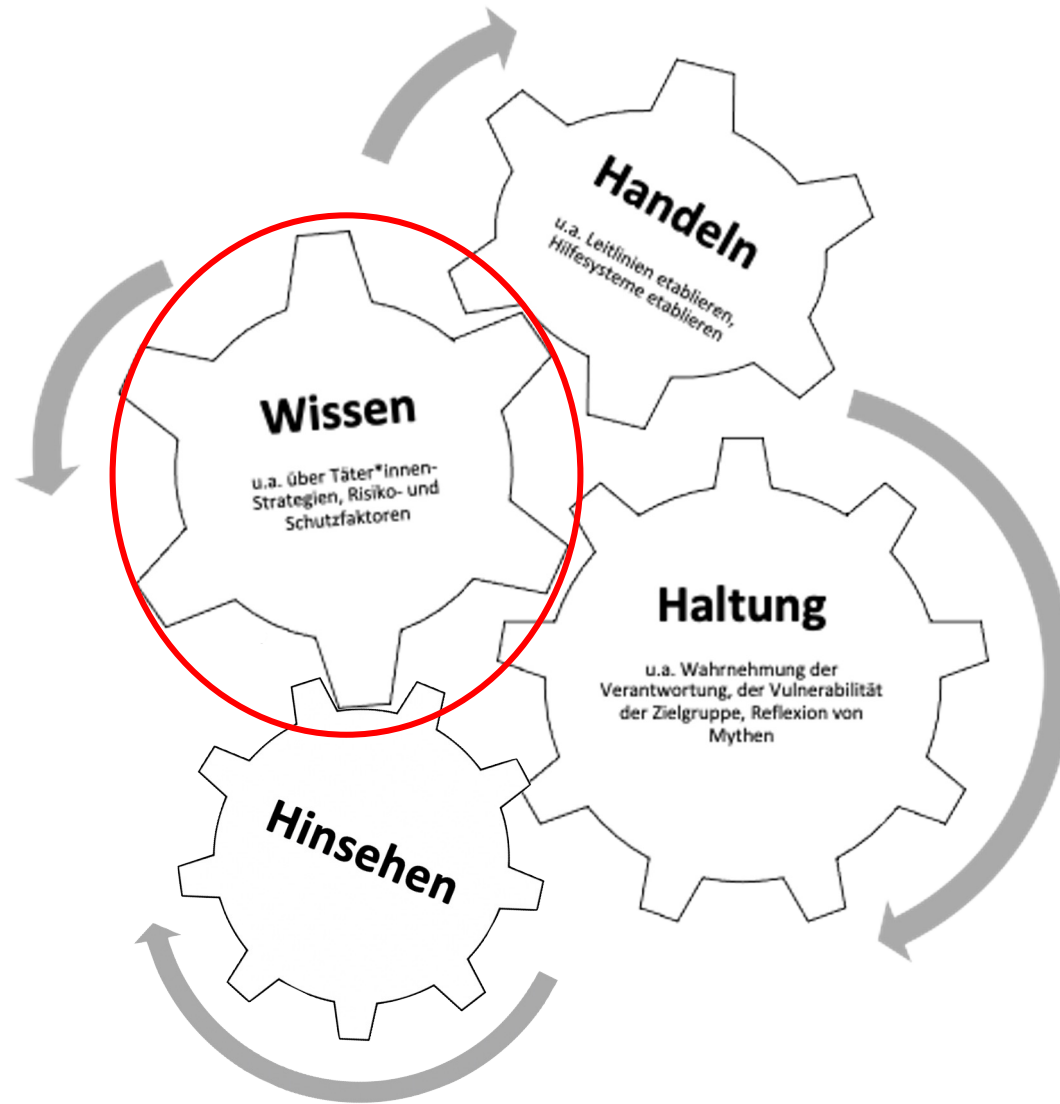 Handeln
u.a. Leitlinien etablieren,
Hilfesysteme etablieren
Wissen
u.a. über Täter*innen-
Strategien, Risiko- und
Schutzfaktoren
Haltung
u.a. Wahrnehmung der
Verantwortung, der Vulnerabilität
der Zielgruppe, Reflexion von
Mythen
Hinsehen